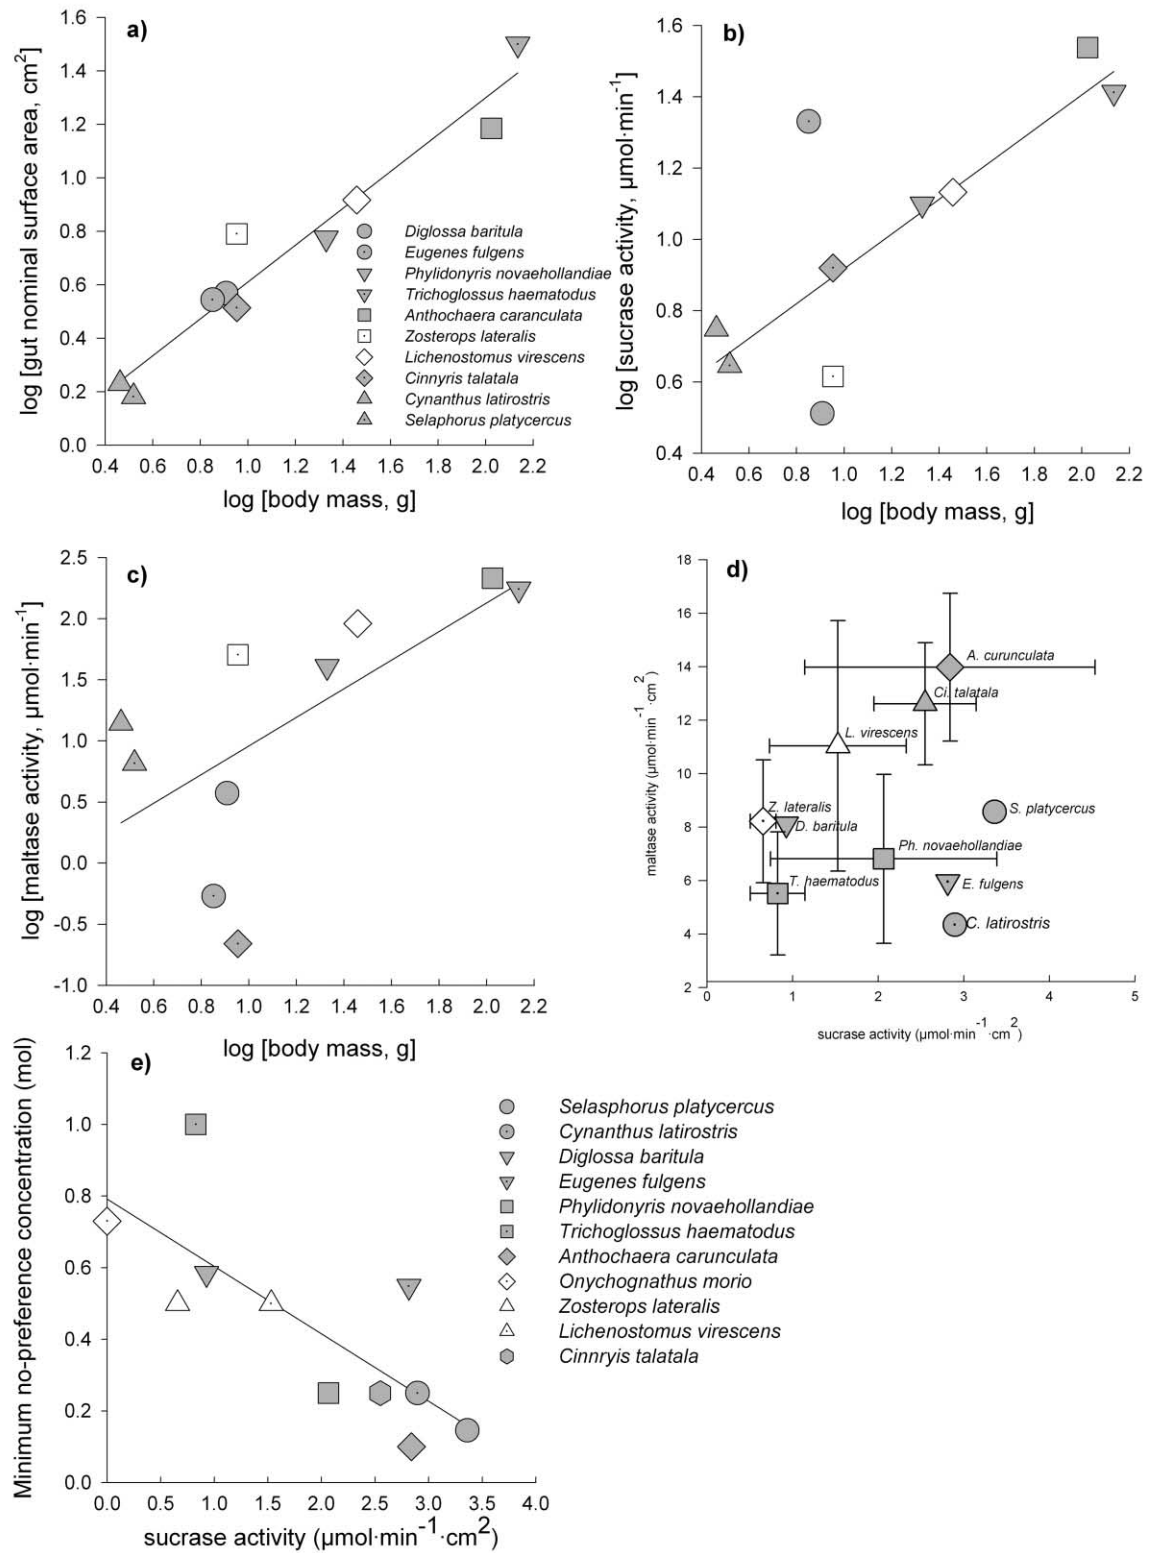 a)
log [gut nominal surface area, cm2]
1.6
1.4
1.2
1.0
0.8
0.6
0.4
0.2
0.0
0.4 0.6 0.8 1.0 1.2 1.4 1.6 1.8 2.0 2.2
log [body mass, g]
Diglossa baritula
Eugenes fulgens
Phylidonyris novaehollandiae
Trichoglossus haematodus
Anthochaera caranculata
Zosterops lateralis
Lichenostomus virescens
Cinnyris talatala
Cynanthus latirostris
Selaphorus platycercus
b)
log [sucrase activity, µmol·min-1]
1.6
1.4
1.2
1.0
0.8
0.6
0.4
0.4 0.6 0.8 1.0 1.2 1.4 1.6 1.8 2.0 2.2
log [body mass, g]
c)
log [maltase activity, µmol·min-1]
2.5
2.0
1.5
1.0
0.5
0.0
-0.5
-1.0
0.4 0.6 0.8 1.0 1.2 1.4 1.6 1.8 2.0 2.2
log [body mass, g]
d)
maltase activity (µmol·min-1·cm2)
18
16
14
12
10
8
6
4
2
A. curunculata
Ci. talatala
L. virescens
Z. lateralis
D. baritula
S. platycercus
Ph. novaehollandiae
T. haematodus
E. fulgens
C. latirostris
0 1 2 3 4 5
sucrase activity (µmol·min-1·cm2)
e)
Minimum no-preference concentration (mol)
1.2
1.0
0.8
0.6
0.4
0.2
0.0
0.0 0.5 1.0 1.5 2.0 2.5 3.0 3.5 4.0
sucrase activity (µmol·min-1·cm2)
Selasphorus platycercus
Cynanthus latirostris
Diglossa baritula
Eugenes fulgens
Phylidonyris novaehollandiae
Trichoglossus haematodus
Anthochaera carunculata
Onychognathus morio
Zosterops lateralis
Lichenostomus virescens
Cinnryis talatala